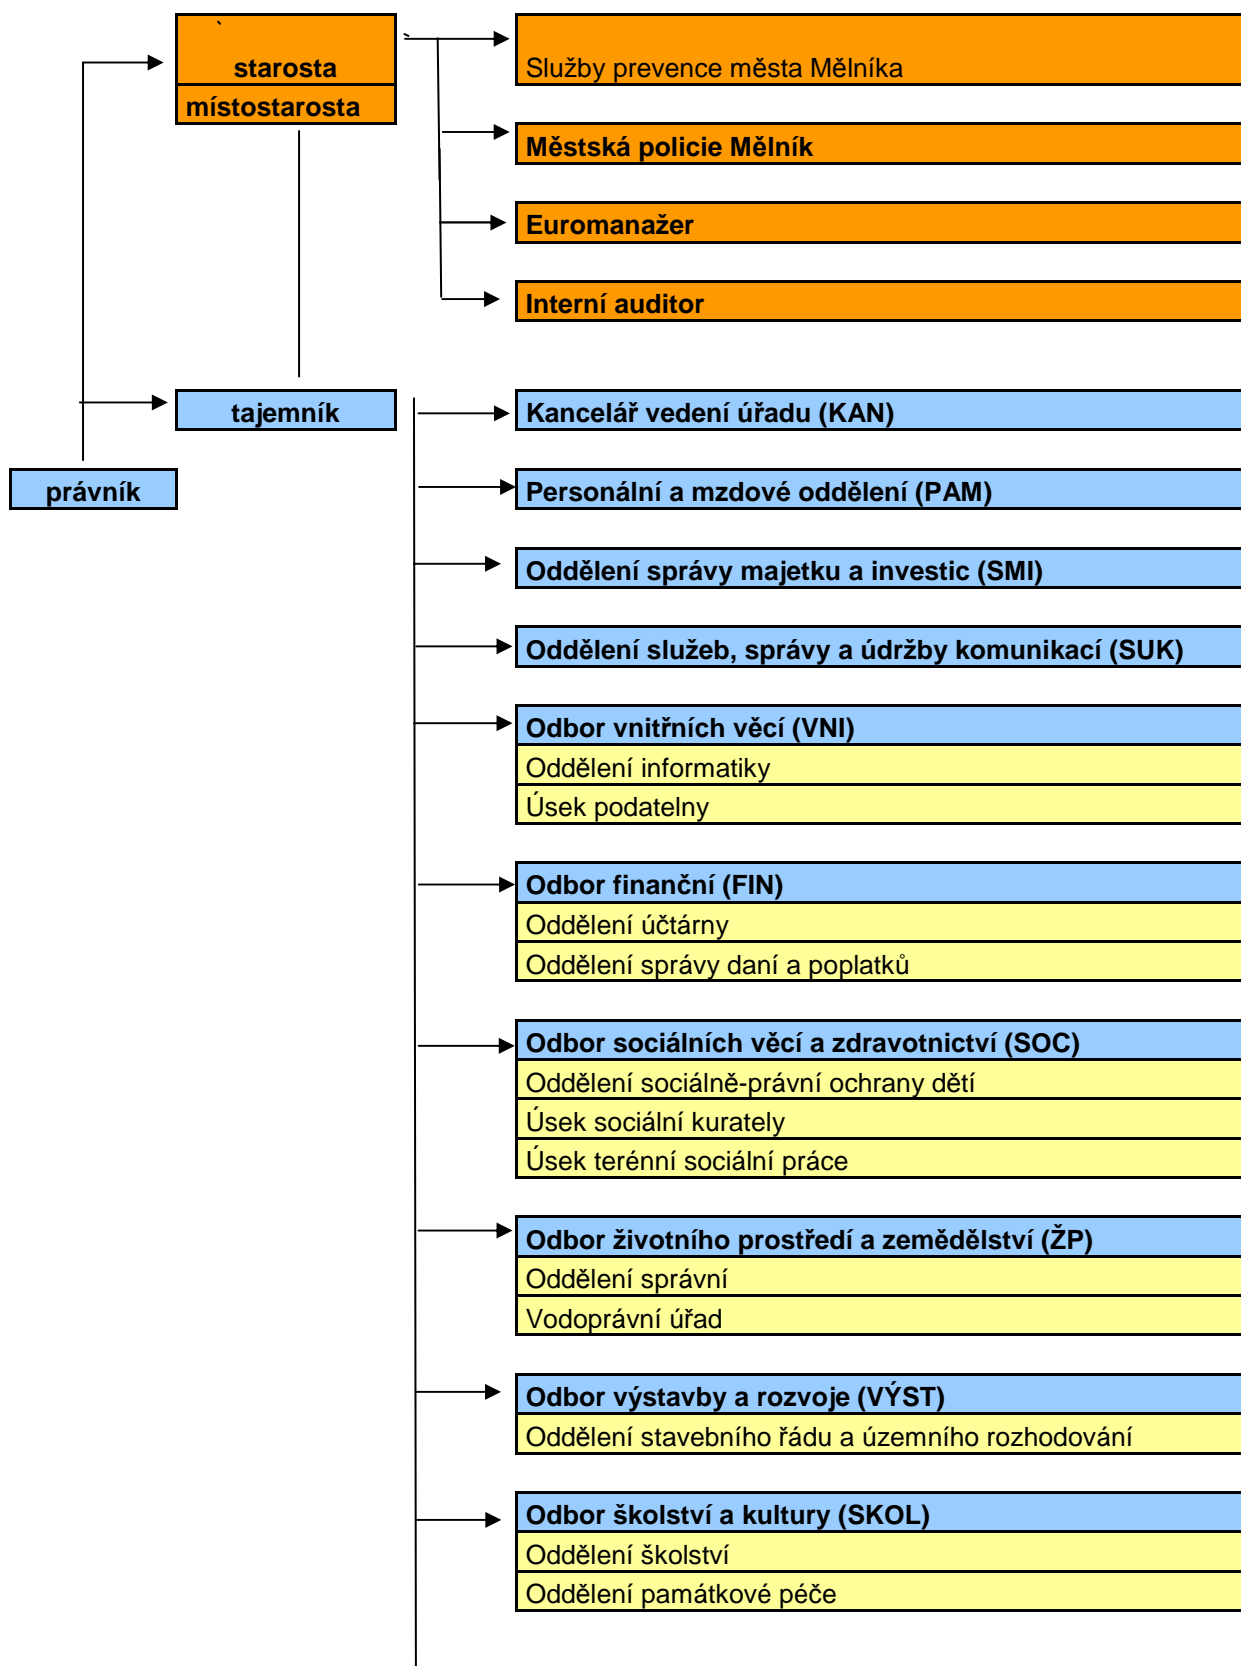 starosta
místostarosta
Služby prevence města Mělníka
Městská policie Mělník
Euromanažer
Interní auditor
tajemník
právník
Kancelář vedení úřadu (KAN)
Personální a mzdové oddělení (PAM)
Oddělení správy majetku a investic (SMI)
Oddělení služeb, správy a údržby komunikací (SUK)
Odbor vnitřních věcí (VNI)
Oddělení informatiky
Úsek podatelny
Odbor finanční (FIN)
Oddělení účtárny
Oddělení správy daní a poplatků
Odbor sociálních věcí a zdravotnictví (SOC)
Oddělení sociálně-právní ochrany dětí
Úsek sociální kurately
Úsek terénní sociální práce
Odbor životního prostředí a zemědělství (ŽP)
Oddělení správní
Vodoprávní úřad
Odbor výstavby a rozvoje (VÝST)
Oddělení stavebního řádu a územního rozhodování
Odbor školství a kultury (SKOL)
Oddělení školství
Oddělení památkové péče